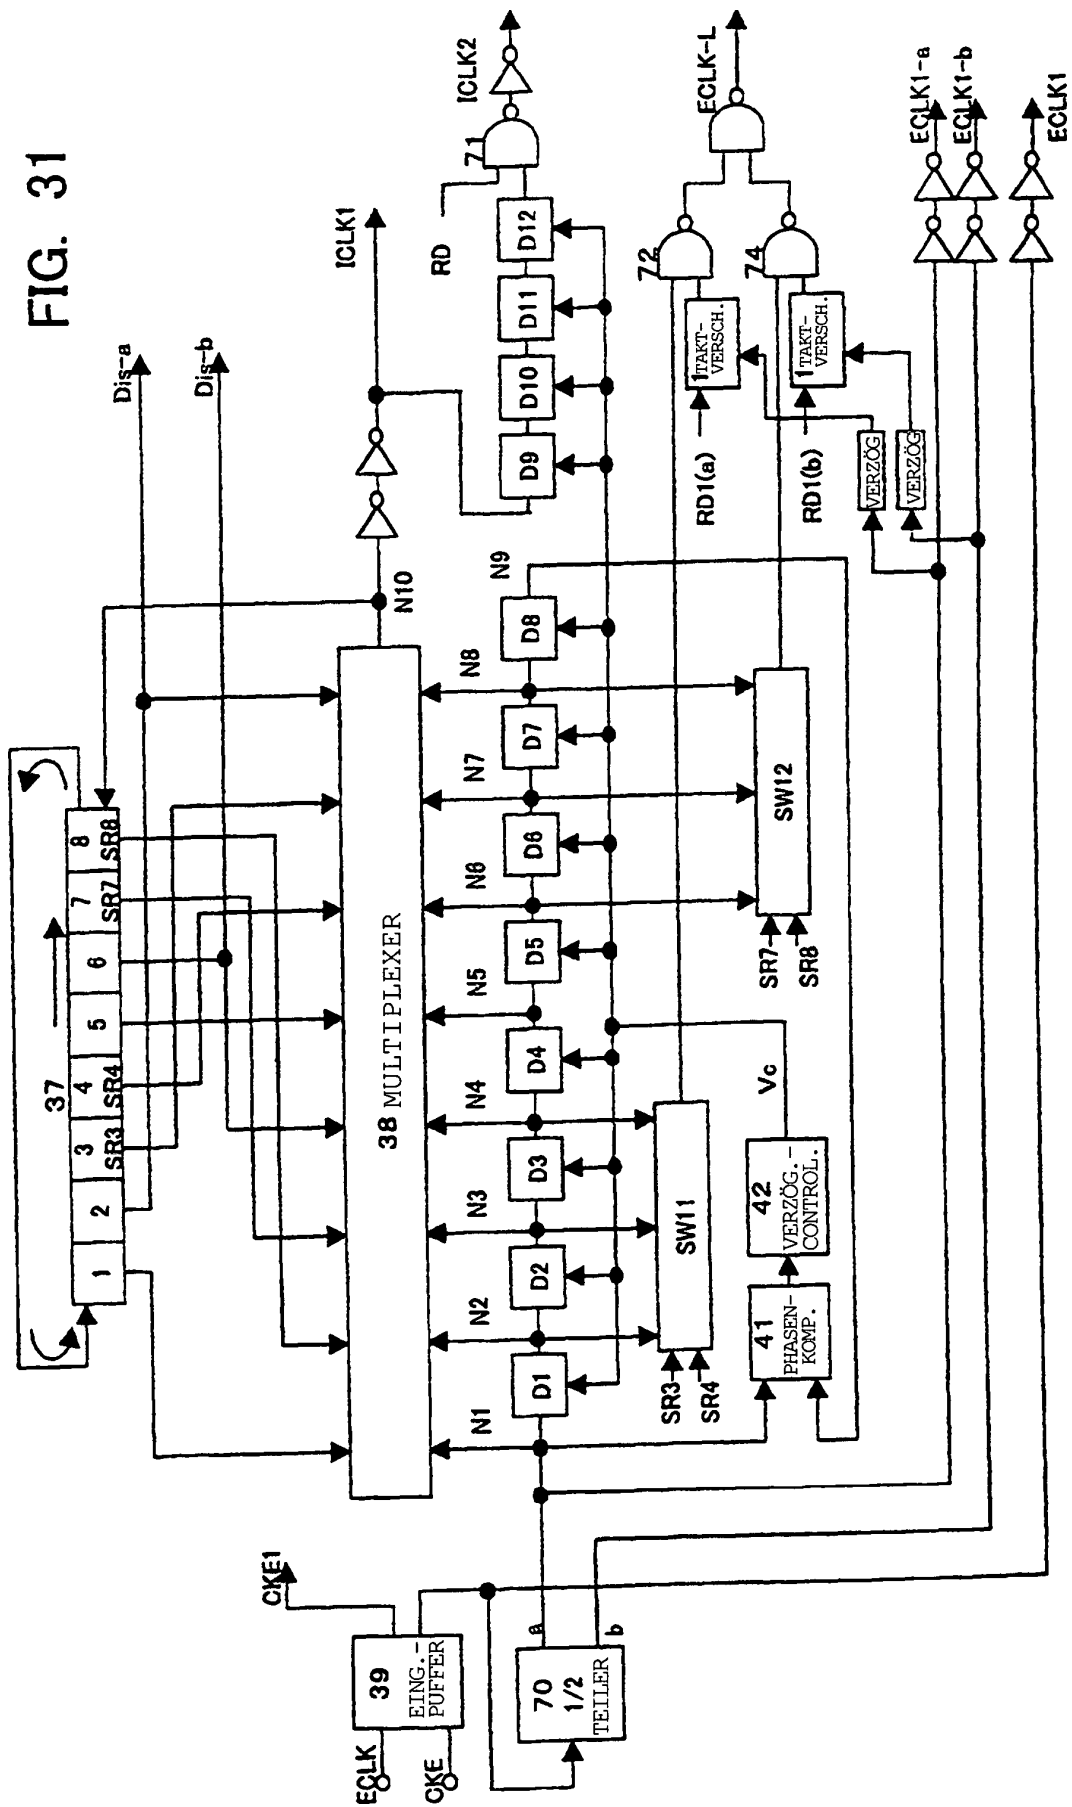 FIG. 31
Dis-a
Dis-b
37
1
2
3
SR3
4
SR4
5
6
7
SR7
8
SR8
CKE1
ICLK1
N10
39
EING.-
PUFFER
ECLK
CKE
38 MULTIPLEXER
ICLK2
71
RD
D9
D10
D11
D12
N1
N2
N3
N4
N5
N6
N7
N8
N9
D1
D2
D3
D4
D5
D6
D7
D8
70
1/2
TEILER
a
b
SW11
SR3
SR4
SW12
SR7
SR8
ECLK-L
72
74
1TAKT-
VERSCH.
1TAKT-
VERSCH.
RD1(a)
RD1(b)
VERZÖG
VERZÖG
41
PHASEN-
KOMP.
42
VERZÖG.-
CONTROL.
Vc
ECLK1-a
ECLK1-b
ECLK1